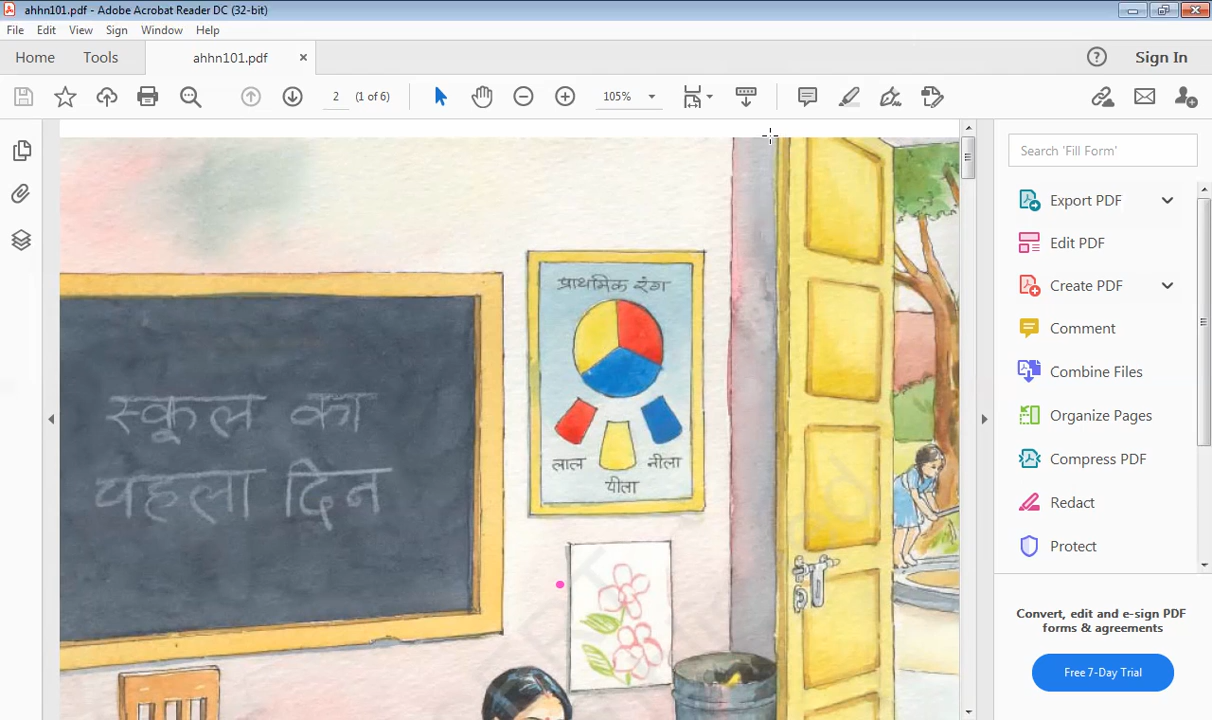 ahhn101.pdf - Adobe Acrobat Reader DC (32-bit)
File Edit View Sign Window Help
Home Tools ahhn101.pdf Sign In
2 (1 of 6) 105%
Search 'Fill Form'
Export PDF
Edit PDF
Create PDF
Comment
Combine Files
Organize Pages
Compress PDF
Redact
Protect
Convert, edit and e-sign PDF
forms & agreements
Free 7-Day Trial
स्कूल का
पहला दिन
प्राथमिक रंग
लाल नीला
पीला